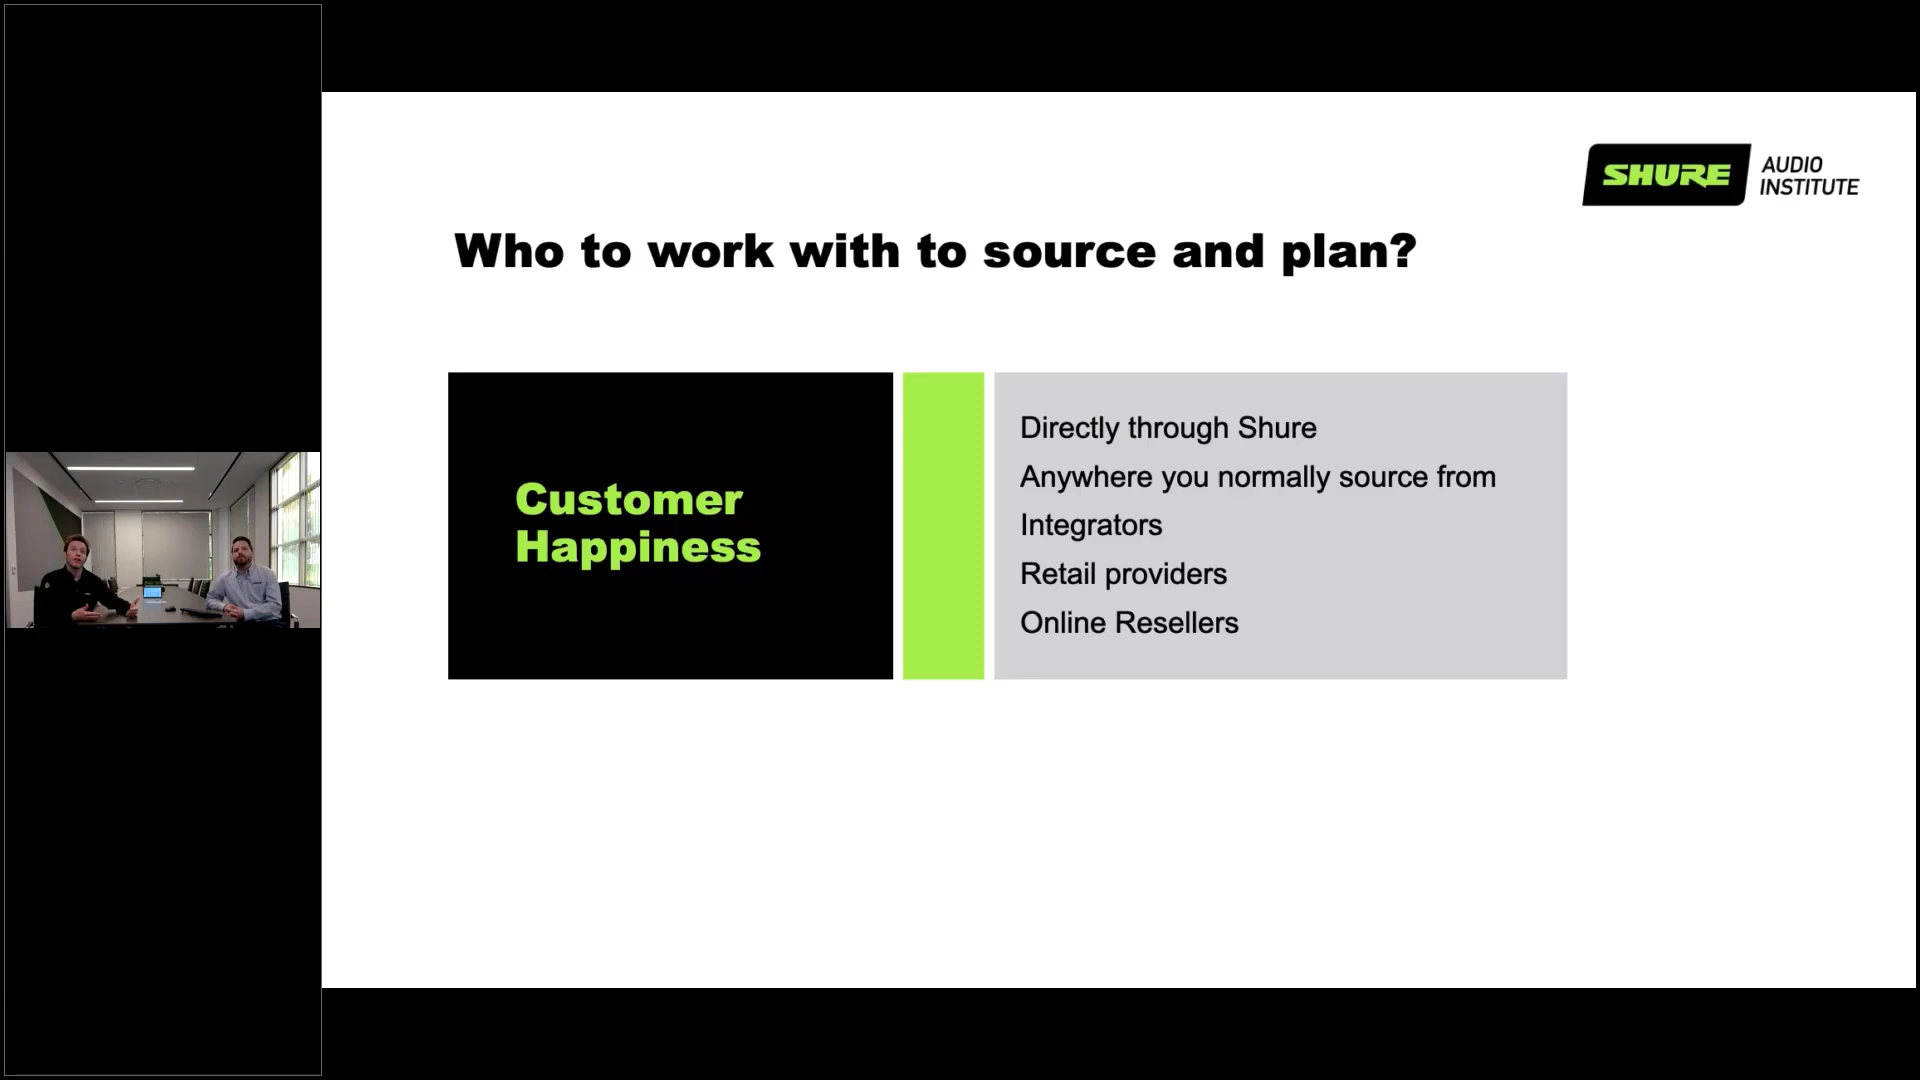 SHURE
AUDIO
INSTITUTE
Who to work with to source and plan?
Customer
Happiness
Directly through Shure
Anywhere you normally source from
Integrators
Retail providers
Online Resellers